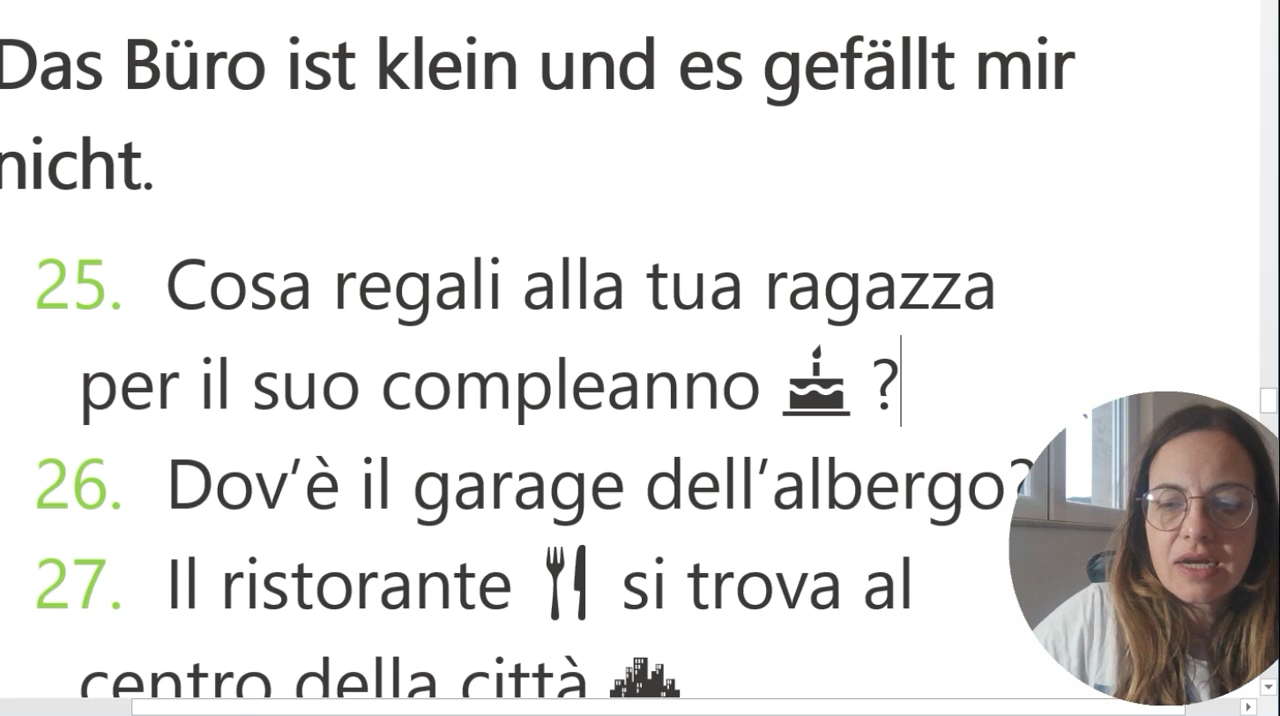 Das Büro ist klein und es gefällt mir
nicht.
25. Cosa regali alla tua ragazza
per il suo compleanno ?
26. Dov’è il garage dell’albergo?
27. Il ristorante si trova al
centro della città